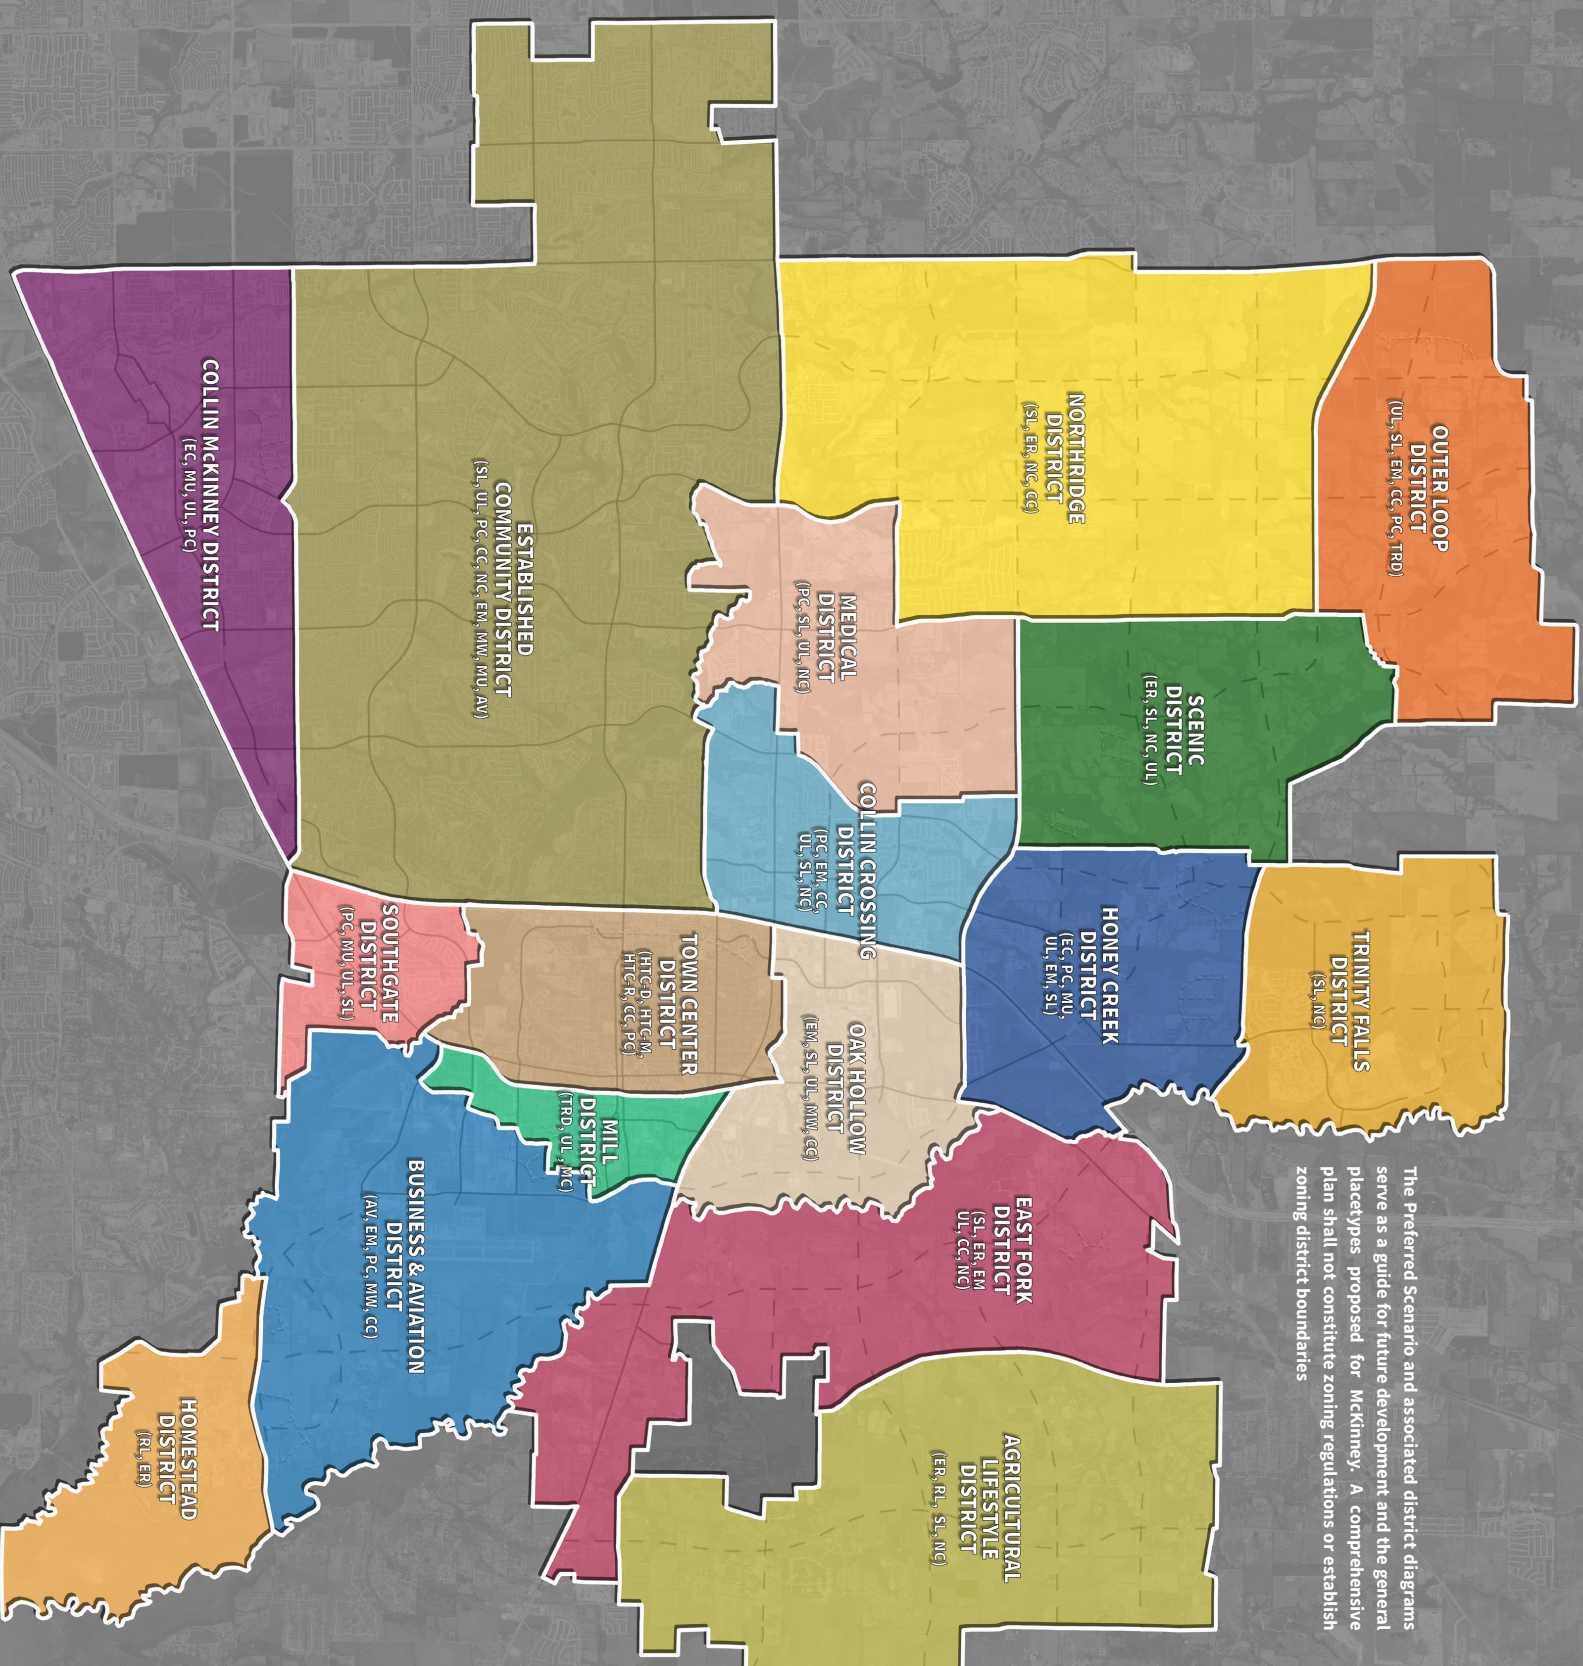 OUTER LOOP
DISTRICT
(UL, SL, EM, CC, PC, TRD)
NORTHRIDGE
DISTRICT
(SL, ER, NC, CC)
SCENIC
DISTRICT
(ER, SL, NC, UL)
TRINITY FALLS
DISTRICT
(SL, NC)
HONEY CREEK
DISTRICT
(EC, PC, MU,
UL, EM, SL)
The Preferred Scenario and associated district diagrams
serve as a guide for future development and the general
placetypes proposed for McKinney. A comprehensive
plan shall not constitute zoning regulations or establish
zoning district boundaries
MEDICAL
DISTRICT
(PC, SL, UL, NC)
COLLIN CROSSING
DISTRICT
(PC, EM, CC,
UL, SL, NC)
OAK HOLLOW
DISTRICT
(EM, SL, UL, MW, CC)
EAST FORK
DISTRICT
(SL, ER, EM
UL, CC, NC)
AGRICULTURAL
LIFESTYLE
DISTRICT
(ER, RL, SL, NC)
ESTABLISHED
COMMUNITY DISTRICT
(SL, UL, PC, CC, NC, EM, MW, MU, AV)
TOWN CENTER
DISTRICT
(HTC-D, HTC-M,
HTC-R, CC, PC)
MILL
DISTRICT
(TRD, UL , MC)
SOUTHGATE
DISTRICT
(PC, MU, UL, SL)
BUSINESS & AVIATION
DISTRICT
(AV, EM, PC, MW, CC)
COLLIN McKINNEY DISTRICT
(EC, MU, UL, PC)
HOMESTEAD
DISTRICT
(RL, ER)